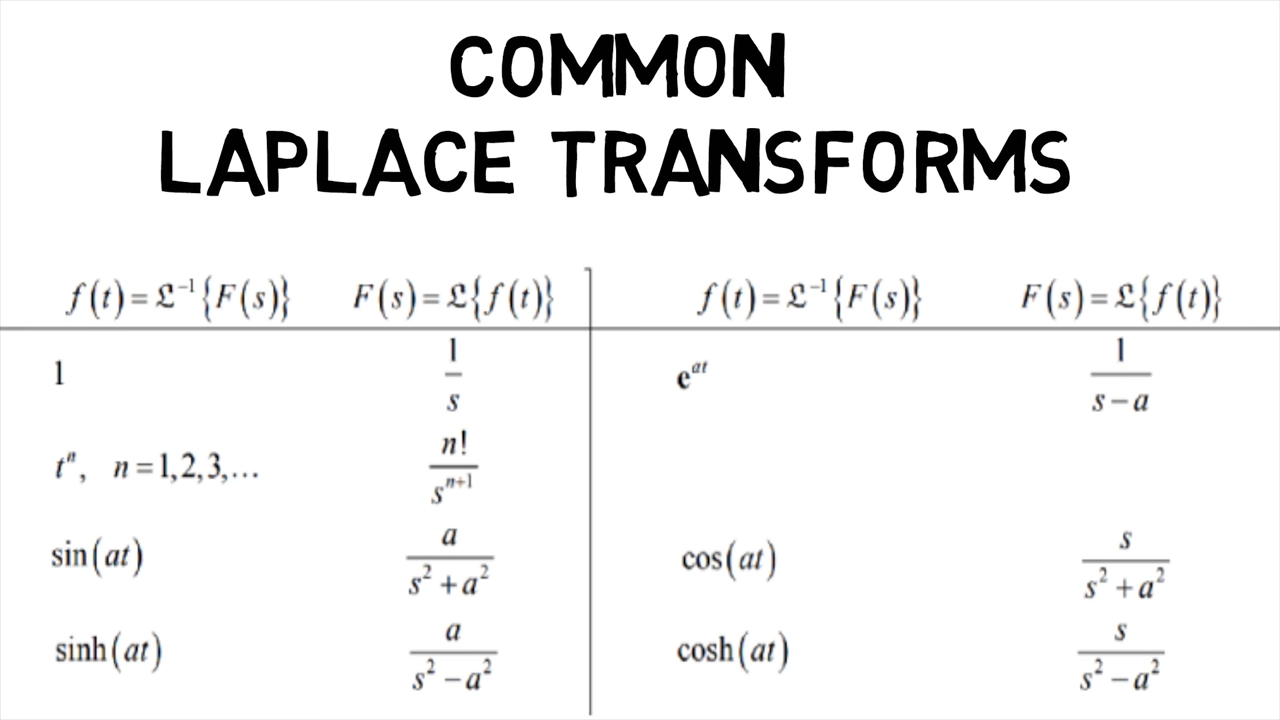 COMMON
LAPLACE TRANSFORMS
f(t) = £⁻¹{F(s)} F(s) = £{f(t)} f(t) = £⁻¹{F(s)} F(s) = £{f(t)}
1 1/s e^{at} 1/(s − a)
tⁿ, n = 1,2,3,... n!/s^{n+1}
sin(at) a/(s² + a²) cos(at) s/(s² + a²)
sinh(at) a/(s² − a²) cosh(at) s/(s² − a²)